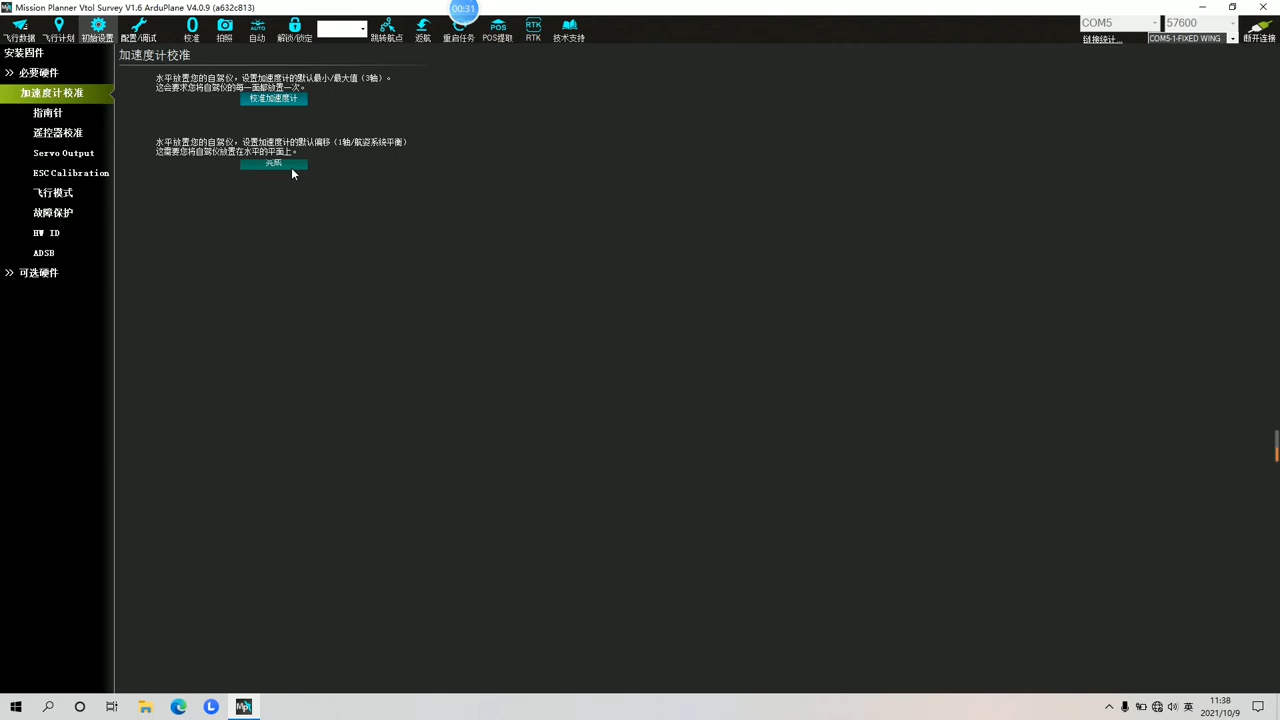 Mission Planner Vtol Survey V1.6 ArduPlane V4.0.9 (a632c813)
00:31
飞行数据 飞行计划 初始设置 配置/调试 校准 拍照 自动 解锁/锁定 跳转航点 返航 重启任务 POS提取 RTK 技术支持
AUTO POS RTK
COM5 57600
链接统计... COM5-1-FIXED WING 断开连接
安装固件
>> 必要硬件
加速度计校准
指南针
遥控器校准
Servo Output
ESC Calibration
飞行模式
故障保护
HW ID
ADSB
>> 可选硬件
加速度计校准
水平放置您的自驾仪，设置加速度计的默认最小/最大值（3轴）。
这会要求您将自驾仪的每一面都放置一次。
校准加速度计
水平放置您的自驾仪，设置加速度计的默认偏移（1轴/航姿系统平衡）
这需要您将自驾仪放置在水平的平面上。
完成
英
11:38
2021/10/9